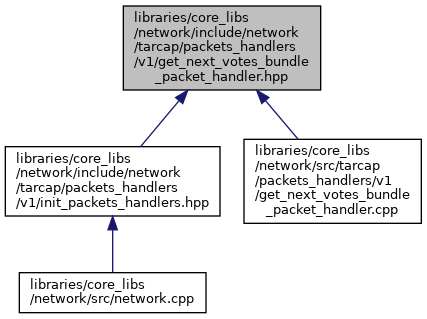 libraries/core_libs
/network/include/network
/tarcap/packets_handlers
/v1/get_next_votes_bundle
_packet_handler.hpp
libraries/core_libs
/network/include/network
/tarcap/packets_handlers
/v1/init_packets_handlers.hpp
libraries/core_libs
/network/src/tarcap
/packets_handlers/v1
/get_next_votes_bundle
_packet_handler.cpp
libraries/core_libs
/network/src/network.cpp